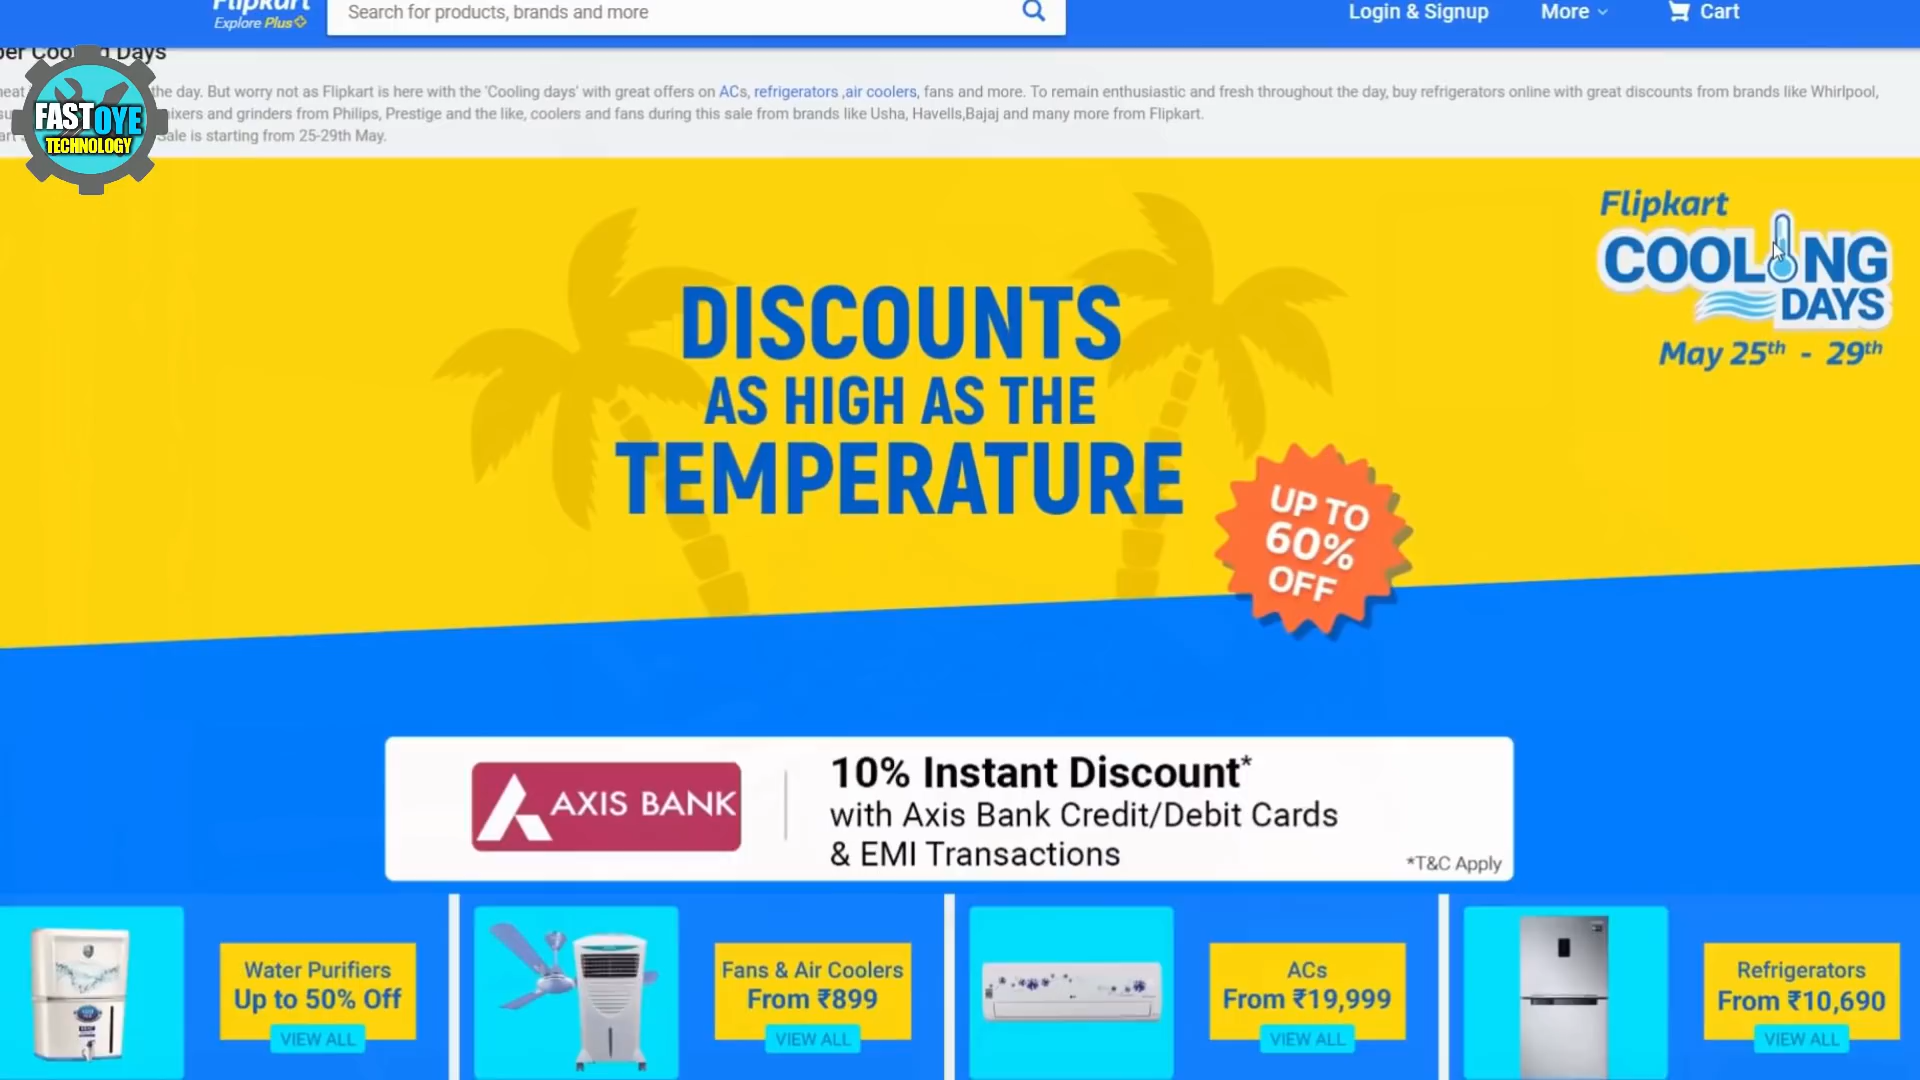 Flipkart
Explore Plus
Search for products, brands and more
Login & Signup
More
Cart
Cooling Days
the day. But worry not as Flipkart is here with the 'Cooling days' with great offers on ACs, refrigerators ,air coolers, fans and more. To remain enthusiastic and fresh throughout the day, buy refrigerators online with great discounts from brands like Whirlpool,
and grinders from Philips, Prestige and the like, coolers and fans during this sale from brands like Usha, Havells,Bajaj and many more from Flipkart.
Sale is starting from 25-29th May.
FAST OYE
TECHNOLOGY
Flipkart
COOLING
DAYS
May 25th - 29th
DISCOUNTS
AS HIGH AS THE
TEMPERATURE
UP TO
60%
OFF
AXIS BANK
10% Instant Discount*
with Axis Bank Credit/Debit Cards
& EMI Transactions
*T&C Apply
Water Purifiers
Up to 50% Off
VIEW ALL
Fans & Air Coolers
From ₹899
VIEW ALL
ACs
From ₹19,999
VIEW ALL
Refrigerators
From ₹10,690
VIEW ALL